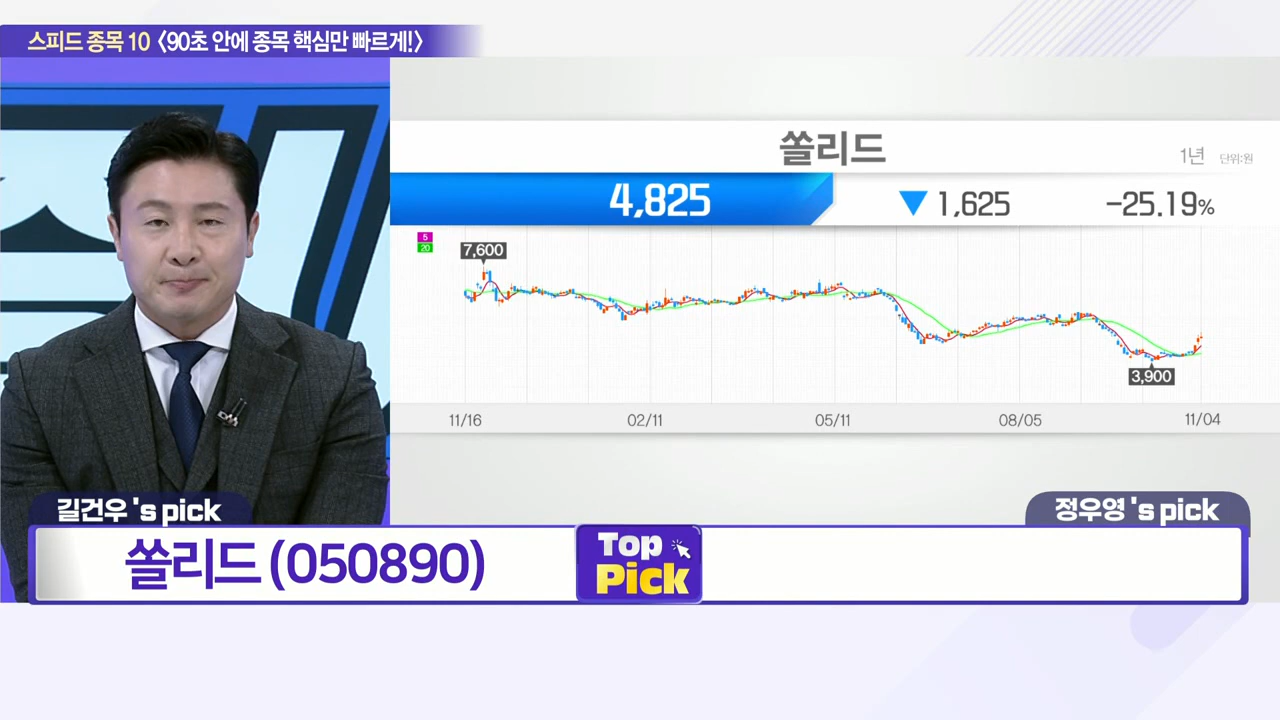 스피드 종목 10 <90초 안에 종목 핵심만 빠르게!>
쏠리드
1년 단위:원
4,825 ▼ 1,625 -25.19%
5
20
7,600
3,900
11/16 02/11 05/11 08/05 11/04
길건우 's pick
정우영 's pick
쏠리드 (050890)
Top
Pick